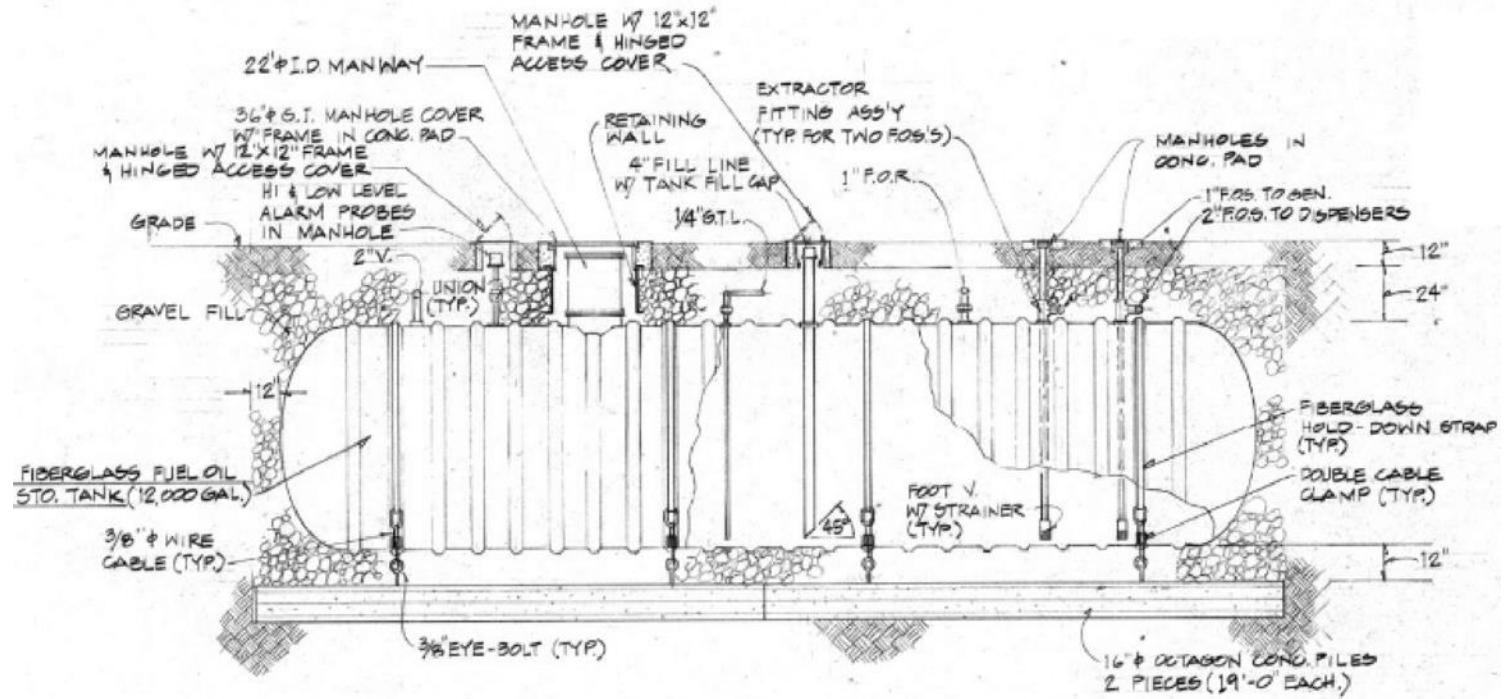 MANHOLE W/ 12"x12"
FRAME & HINGED
ACCESS COVER
22"φ I.D. MANWAY
EXTRACTOR
FITTING ASS'Y
(TYP. FOR TWO F.O.S.'S)
36"φ G.I. MANHOLE COVER
W/ FRAME IN CONC. PAD
RETAINING
WALL
MANHOLES IN
CONC. PAD
MANHOLE W/ 12"X12" FRAME
& HINGED ACCESS COVER
4" FILL LINE
W/ TANK FILL CAP
1" F.O.R.
HI & LOW LEVEL
ALARM PROBES
IN MANHOLE
1" F.O.S. TO GEN.
2" F.O.S. TO DISPENSERS
GRADE
1/4" G.T.L.
12"
2" V.
UNION
(TYP.)
24"
GRAVEL FILL
12"
FIBERGLASS
HOLD-DOWN STRAP
(TYP.)
FIBERGLASS FUEL OIL
STO. TANK (12,000 GAL.)
DOUBLE CABLE
CLAMP (TYP.)
FOOT V.
W/ STRAINER
(TYP.)
45°
3/8"φ WIRE
CABLE (TYP.)
12"
3/8" EYE-BOLT (TYP.)
16"φ OCTAGON CONC. PILES
2 PIECES (19'-0" EACH.)